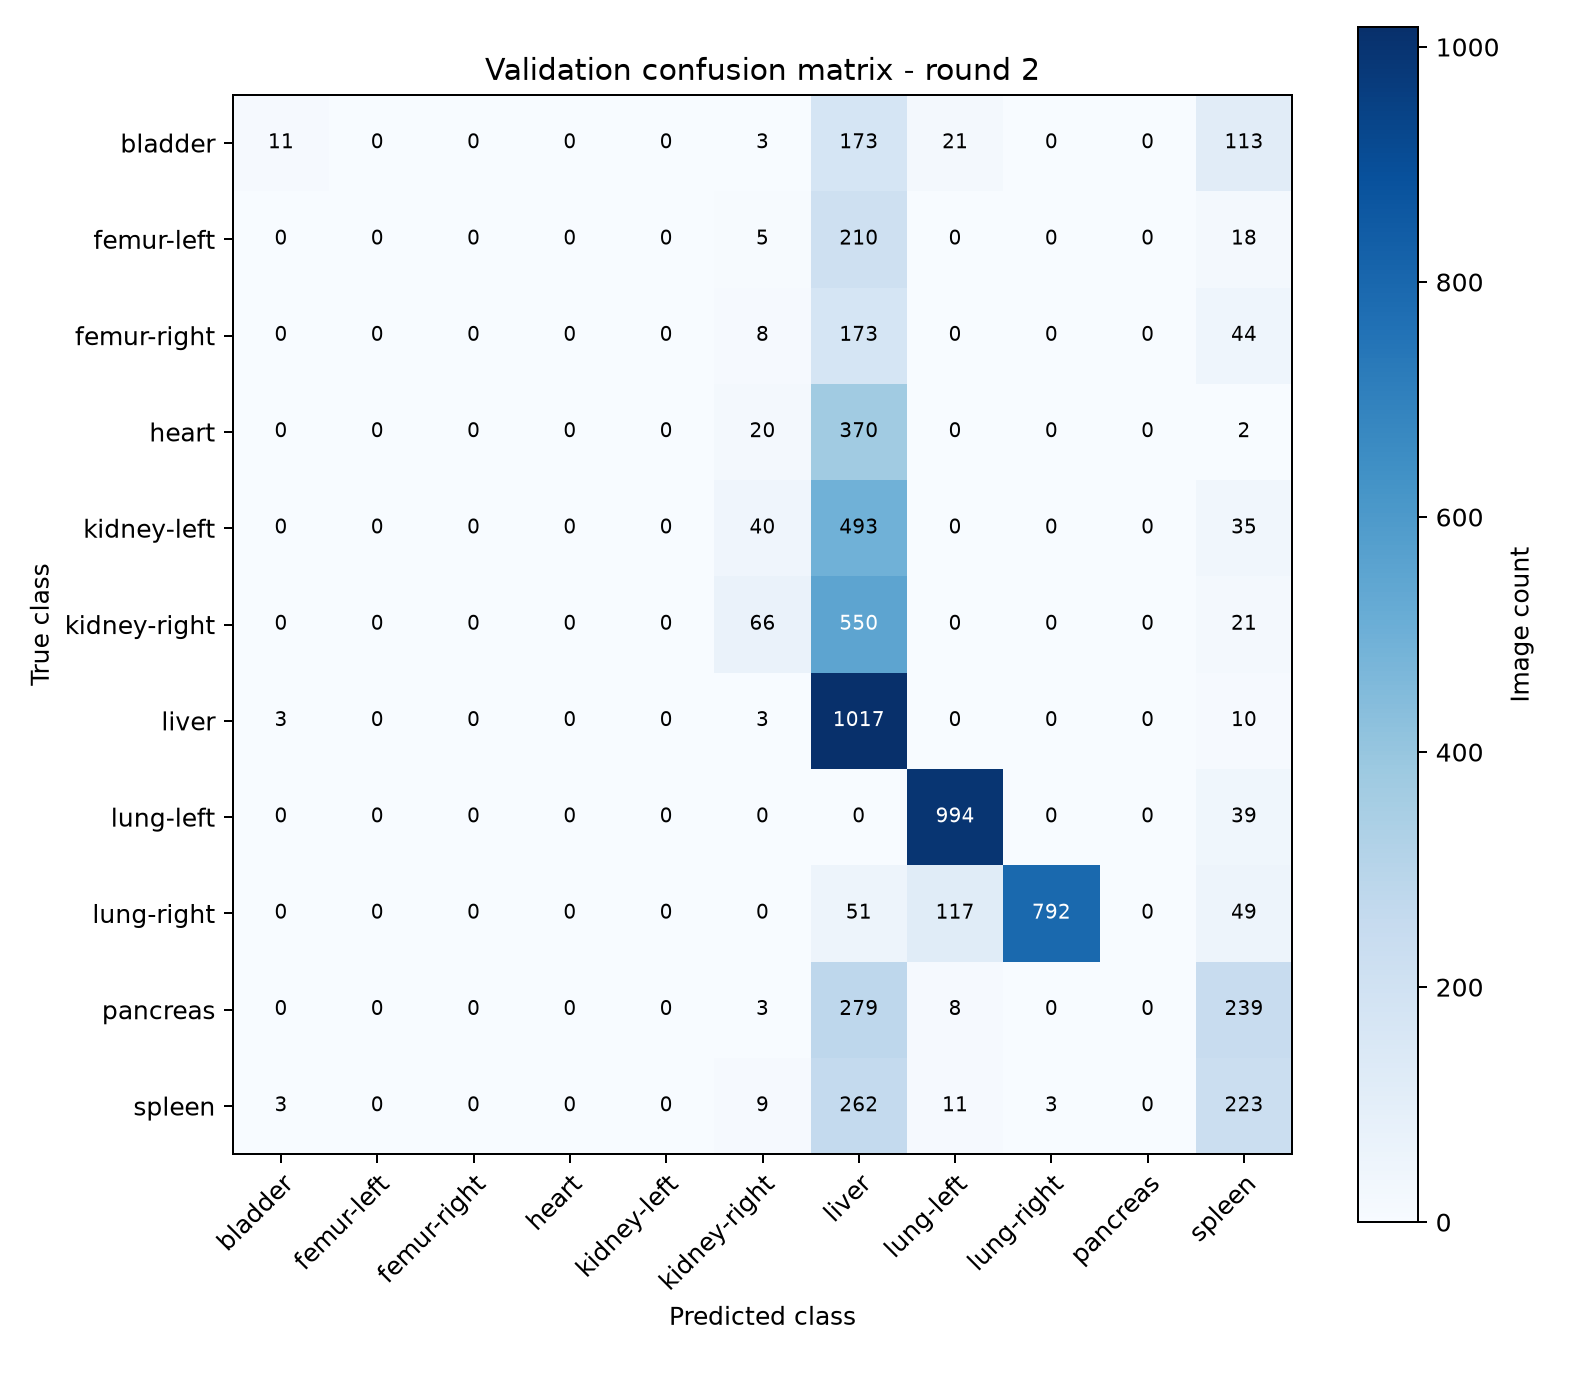 Validation confusion matrix - round 2
True class
bladder 11 0 0 0 0 3 173 21 0 0 113
femur-left 0 0 0 0 0 5 210 0 0 0 18
femur-right 0 0 0 0 0 8 173 0 0 0 44
heart 0 0 0 0 0 20 370 0 0 0 2
kidney-left 0 0 0 0 0 40 493 0 0 0 35
kidney-right 0 0 0 0 0 66 550 0 0 0 21
liver 3 0 0 0 0 3 1017 0 0 0 10
lung-left 0 0 0 0 0 0 0 994 0 0 39
lung-right 0 0 0 0 0 0 51 117 792 0 49
pancreas 0 0 0 0 0 3 279 8 0 0 239
spleen 3 0 0 0 0 9 262 11 3 0 223
bladder femur-left femur-right heart kidney-left kidney-right liver lung-left lung-right pancreas spleen
Predicted class
1000
800
600
400
200
0
Image count